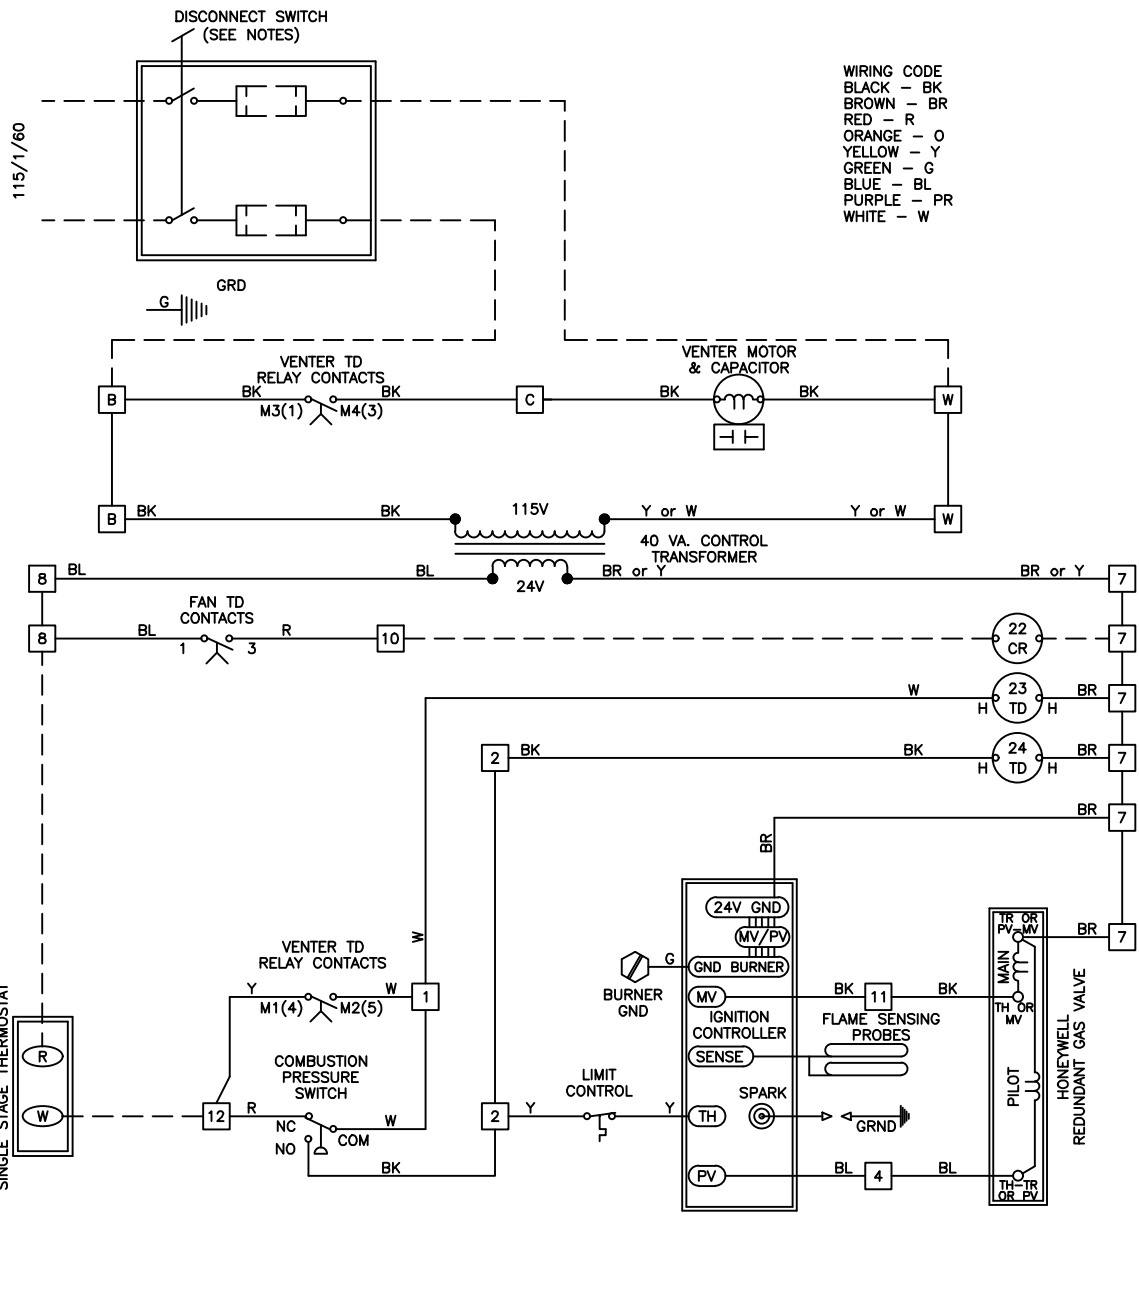 DISCONNECT SWITCH
(SEE NOTES)
115/1/60
WIRING CODE
BLACK – BK
BROWN – BR
RED – R
ORANGE – O
YELLOW – Y
GREEN – G
BLUE – BL
PURPLE – PR
WHITE – W
GRD
G
VENTER TD
RELAY CONTACTS
VENTER MOTOR
& CAPACITOR
B
BK
M3(1)
M4(3)
BK
C
BK
BK
W
B
BK
BK
115V
Y or W
Y or W
W
40 VA. CONTROL
TRANSFORMER
8
BL
BL
24V
BR or Y
BR or Y
7
FAN TD
CONTACTS
8
BL
1
3
R
10
22
CR
7
W
H
23
TD
H
BR
7
2
BK
BK
H
24
TD
H
BR
7
BR
7
BR
24V GND
MV/PV
GND BURNER
G
BURNER
GND
TR OR
PV-MV
BR
7
MAIN
W
VENTER TD
RELAY CONTACTS
Y
M1(4)
M2(5)
W
1
MV
BK
11
BK
TH OR
MV
IGNITION
CONTROLLER
FLAME SENSING
PROBES
SENSE
SINGLE STAGE THERMOSTAT
R
W
COMBUSTION
PRESSURE
SWITCH
12
R
NC
NO
COM
W
BK
2
Y
LIMIT
CONTROL
Y
TH
SPARK
GRND
PILOT
HONEYWELL
REDUNDANT GAS VALVE
PV
BL
4
BL
TH-TR
OR PV